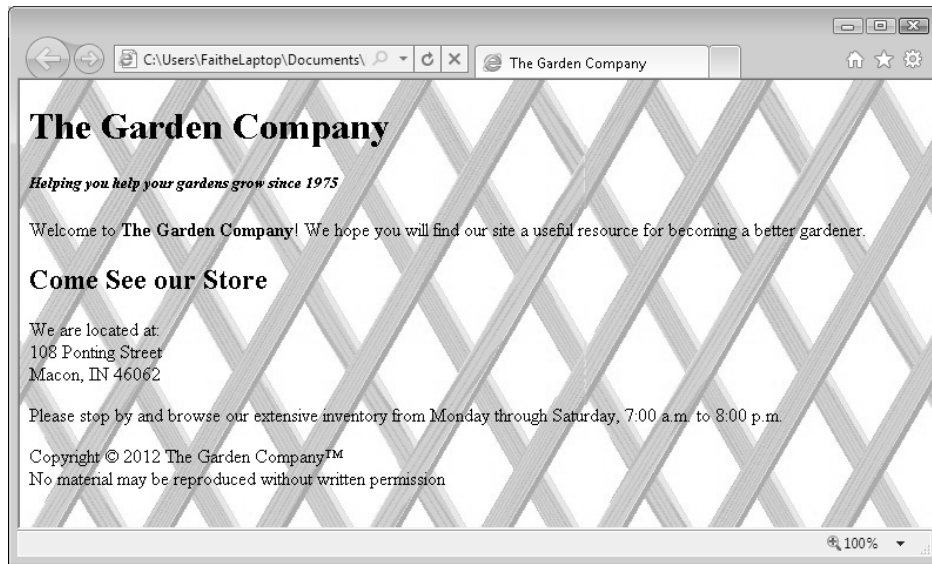 C:\Users\FaitheLaptop\Documents\
The Garden Company
The Garden Company
Helping you help your gardens grow since 1975
Welcome to The Garden Company! We hope you will find our site a useful resource for becoming a better gardener.
Come See our Store
We are located at:
108 Ponting Street
Macon, IN 46062
Please stop by and browse our extensive inventory from Monday through Saturday, 7:00 a.m. to 8:00 p.m.
Copyright © 2012 The Garden Company™
No material may be reproduced without written permission
100%